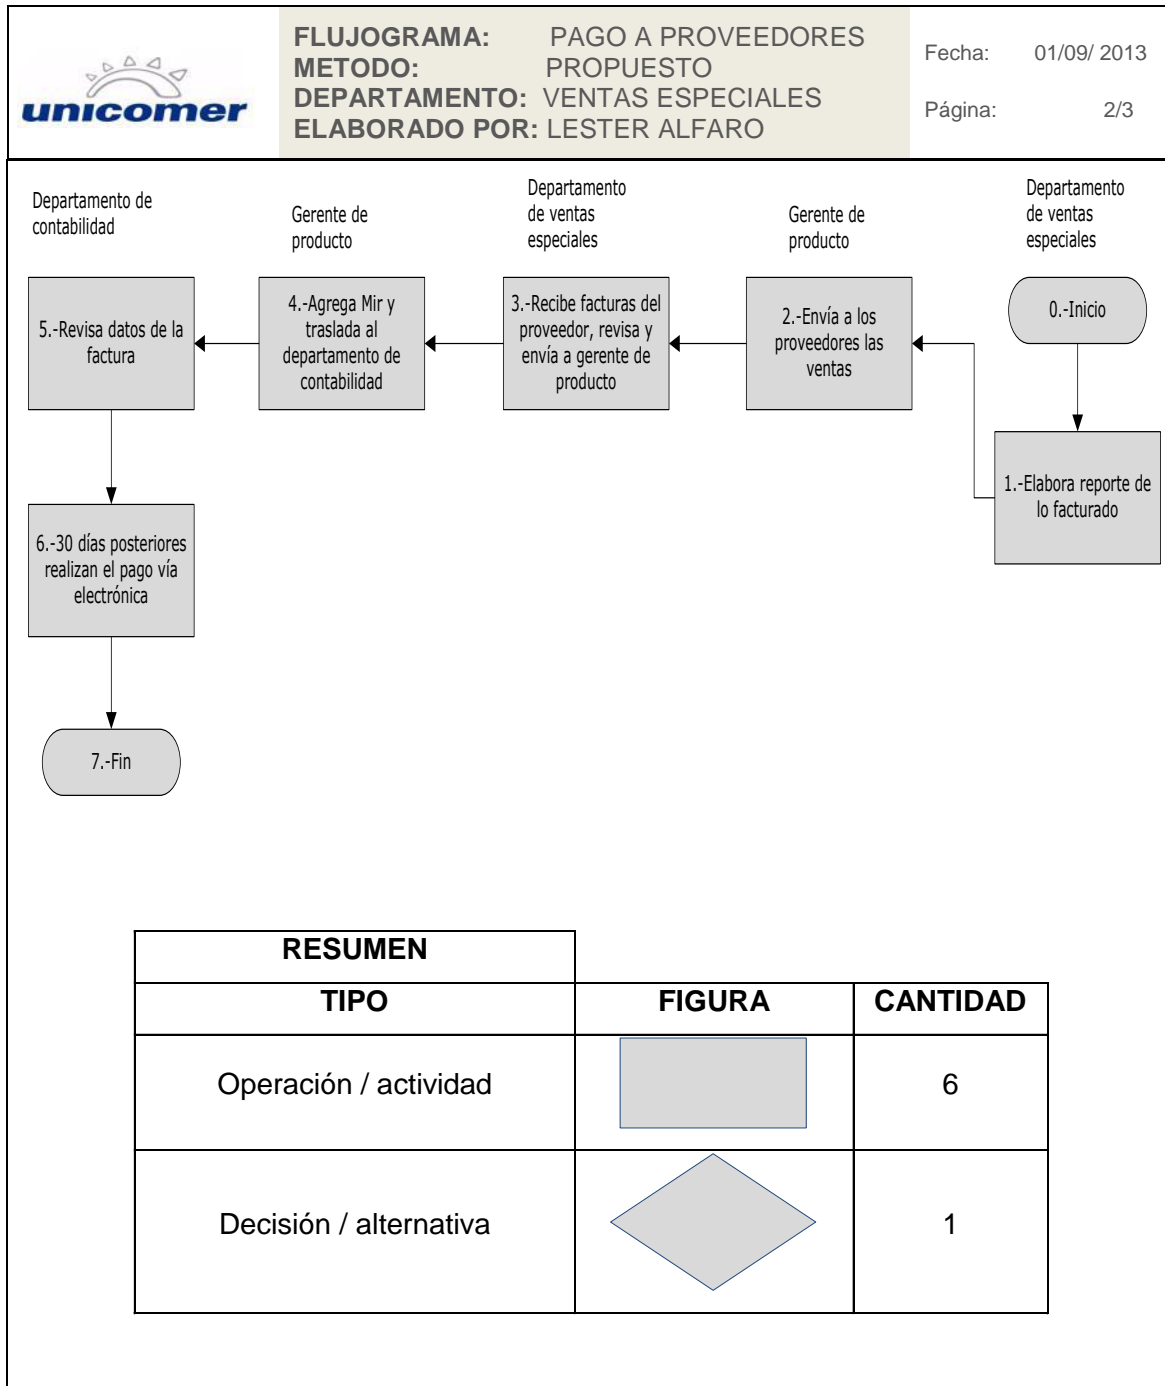 unicomer
FLUJOGRAMA: PAGO A PROVEEDORES
METODO: PROPUESTO
DEPARTAMENTO: VENTAS ESPECIALES
ELABORADO POR: LESTER ALFARO
Fecha: 01/09/ 2013
Página: 2/3
Departamento de
contabilidad
Gerente de
producto
Departamento
de ventas
especiales
Gerente de
producto
Departamento
de ventas
especiales
5.-Revisa datos de la
factura
4.-Agrega Mir y
traslada al
departamento de
contabilidad
3.-Recibe facturas del
proveedor, revisa y
envía a gerente de
producto
2.-Envía a los
proveedores las
ventas
0.-Inicio
1.-Elabora reporte de
lo facturado
6.-30 días posteriores
realizan el pago vía
electrónica
7.-Fin
RESUMEN
TIPO FIGURA CANTIDAD
Operación / actividad 6
Decisión / alternativa 1